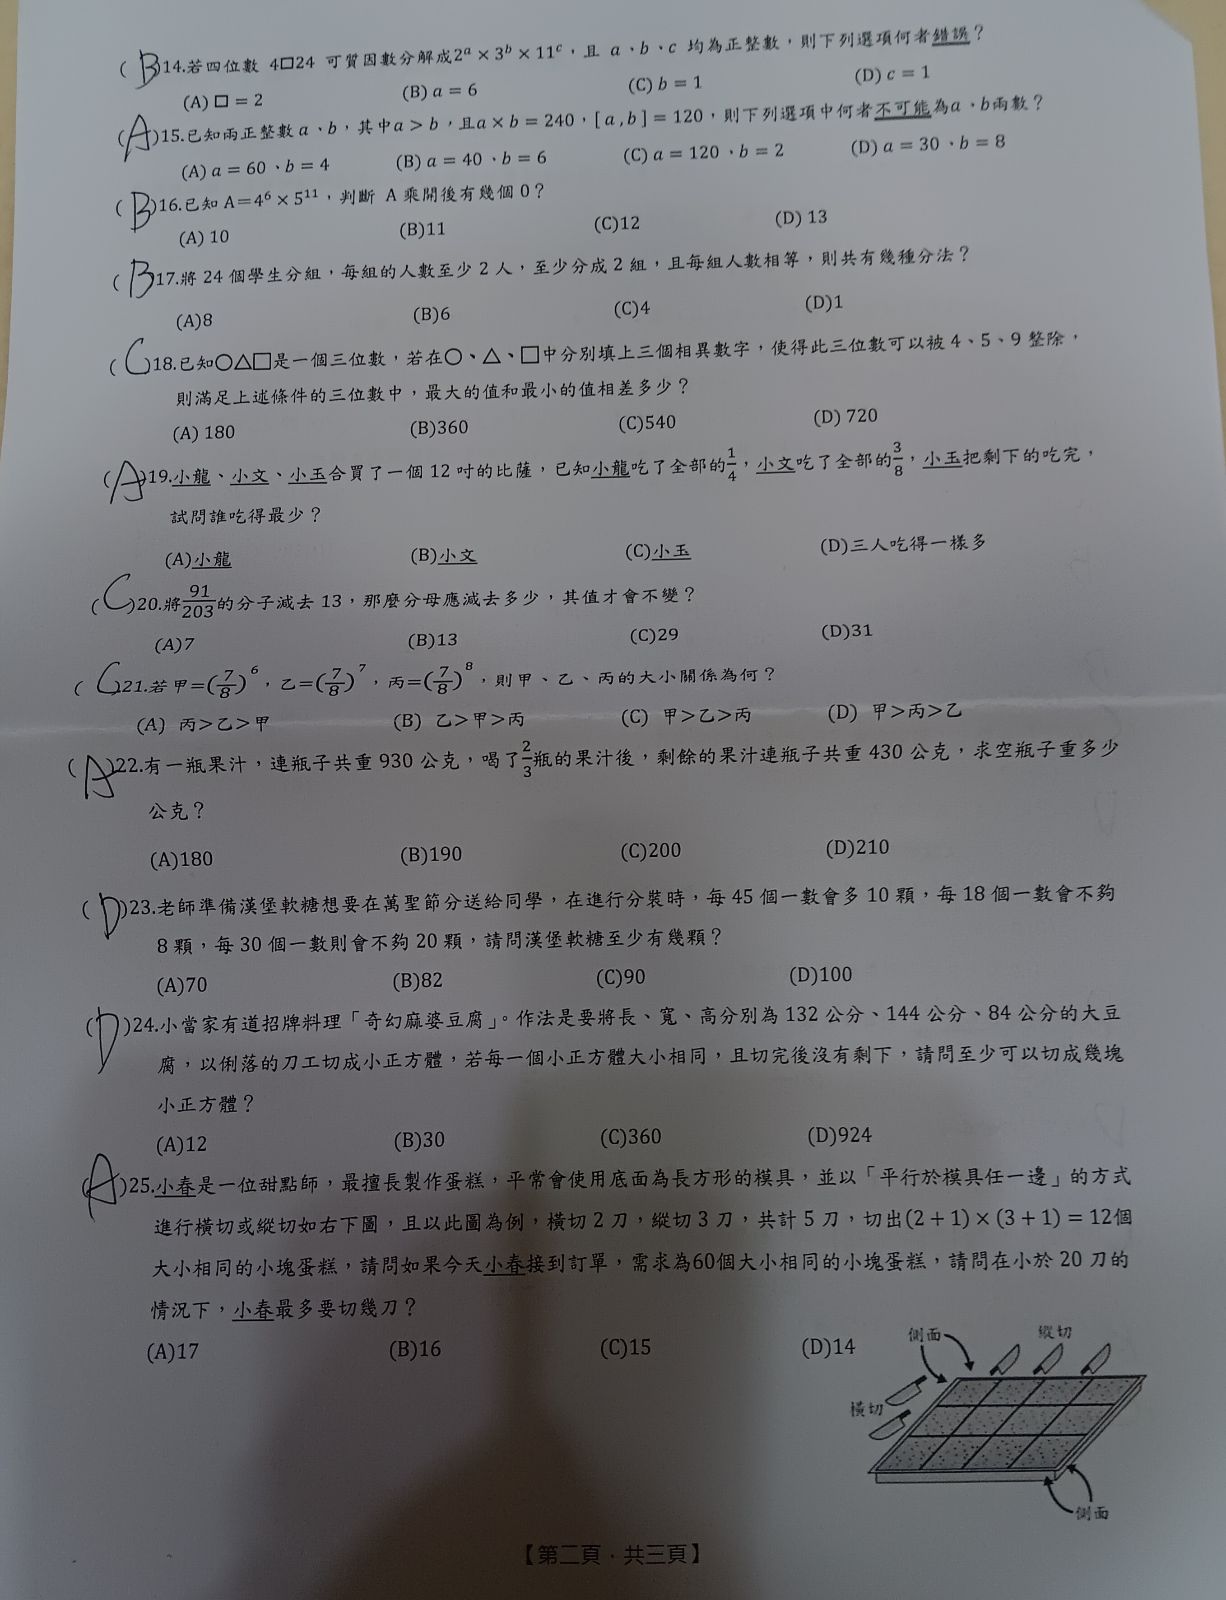 (B)14.若四位數 4□24 可質因數分解成2ᵃ × 3ᵇ × 11ᶜ，且 a、b、c 均為正整數，則下列選項何者錯誤？
(A) □ = 2 (B) a = 6 (C) b = 1 (D) c = 1
(A)15.已知兩正整數 a、b，其中a > b，且a × b = 240，[a , b] = 120，則下列選項中何者不可能為a、b兩數？
(A) a = 60、b = 4 (B) a = 40、b = 6 (C) a = 120、b = 2 (D) a = 30、b = 8
(B)16.已知 A=4⁶ × 5¹¹，判斷 A 乘開後有幾個 0？
(A) 10 (B)11 (C)12 (D) 13
(B)17.將 24 個學生分組，每組的人數至少 2 人，至少分成 2 組，且每組人數相等，則共有幾種分法？
(A)8 (B)6 (C)4 (D)1
(C)18.已知○△□是一個三位數，若在○、△、□中分別填上三個相異數字，使得此三位數可以被 4、5、9 整除，
則滿足上述條件的三位數中，最大的值和最小的值相差多少？
(A) 180 (B)360 (C)540 (D) 720
(A)19.小龍、小文、小玉合買了一個 12 吋的比薩，已知小龍吃了全部的1/4，小文吃了全部的3/8，小玉把剩下的吃完，
試問誰吃得最少？
(A)小龍 (B)小文 (C)小玉 (D)三人吃得一樣多
(C)20.將91/203的分子減去 13，那麼分母應減去多少，其值才會不變？
(A)7 (B)13 (C)29 (D)31
(C)21.若甲=(7/8)⁶，乙=(7/8)⁷，丙=(7/8)⁸，則甲、乙、丙的大小關係為何？
(A) 丙>乙>甲 (B) 乙>甲>丙 (C) 甲>乙>丙 (D) 甲>丙>乙
(A)22.有一瓶果汁，連瓶子共重 930 公克，喝了2/3瓶的果汁後，剩餘的果汁連瓶子共重 430 公克，求空瓶子重多少
公克？
(A)180 (B)190 (C)200 (D)210
(D)23.老師準備漢堡軟糖想要在萬聖節分送給同學，在進行分裝時，每 45 個一數會多 10 顆，每 18 個一數會不夠
8 顆，每 30 個一數則會不夠 20 顆，請問漢堡軟糖至少有幾顆？
(A)70 (B)82 (C)90 (D)100
(D)24.小當家有道招牌料理「奇幻麻婆豆腐」。作法是要將長、寬、高分別為 132 公分、144 公分、84 公分的大豆
腐，以俐落的刀工切成小正方體，若每一個小正方體大小相同，且切完後沒有剩下，請問至少可以切成幾塊
小正方體？
(A)12 (B)30 (C)360 (D)924
(A)25.小春是一位甜點師，最擅長製作蛋糕，平常會使用底面為長方形的模具，並以「平行於模具任一邊」的方式
進行橫切或縱切如右下圖，且以此圖為例，橫切 2 刀，縱切 3 刀，共計 5 刀，切出(2 + 1) × (3 + 1) = 12個
大小相同的小塊蛋糕，請問如果今天小春接到訂單，需求為60個大小相同的小塊蛋糕，請問在小於 20 刀的
情況下，小春最多要切幾刀？
(A)17 (B)16 (C)15 (D)14
側面 縱切
橫切
側面
【第二頁．共三頁】